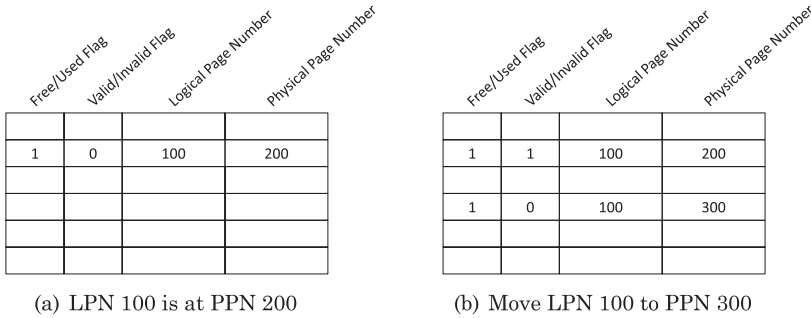 Free/Used Flag
Valid/Invalid Flag
Logical Page Number
Physical Page Number
1 0 100 200
(a) LPN 100 is at PPN 200
Free/Used Flag
Valid/Invalid Flag
Logical Page Number
Physical Page Number
1 1 100 200
1 0 100 300
(b) Move LPN 100 to PPN 300